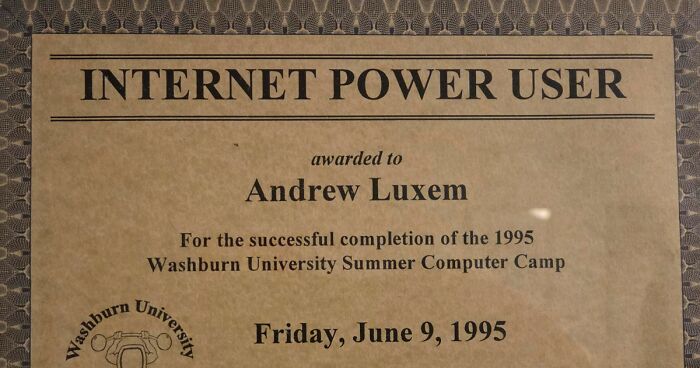 INTERNET POWER USER
awarded to
Andrew Luxem
For the successful completion of the 1995
Washburn University Summer Computer Camp
Friday, June 9, 1995
Washburn University